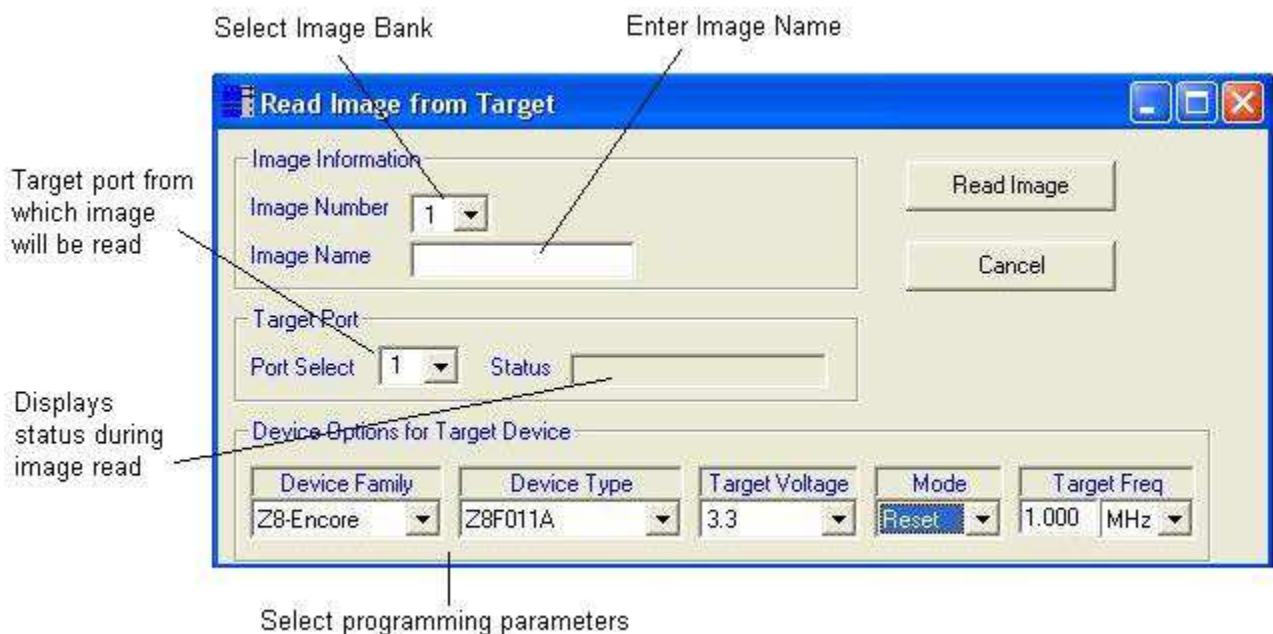 Select Image Bank
Enter Image Name
Read Image from Target
Image Information
Target port from
which image
will be read
Image Number 1
Image Name
Read Image
Cancel
Target Port
Port Select 1 Status
Displays
status during
image read
Device Options for Target Device
Device Family Device Type Target Voltage Mode Target Freq
Z8-Encore Z8F011A 3.3 Reset 1.000 MHz
Select programming parameters